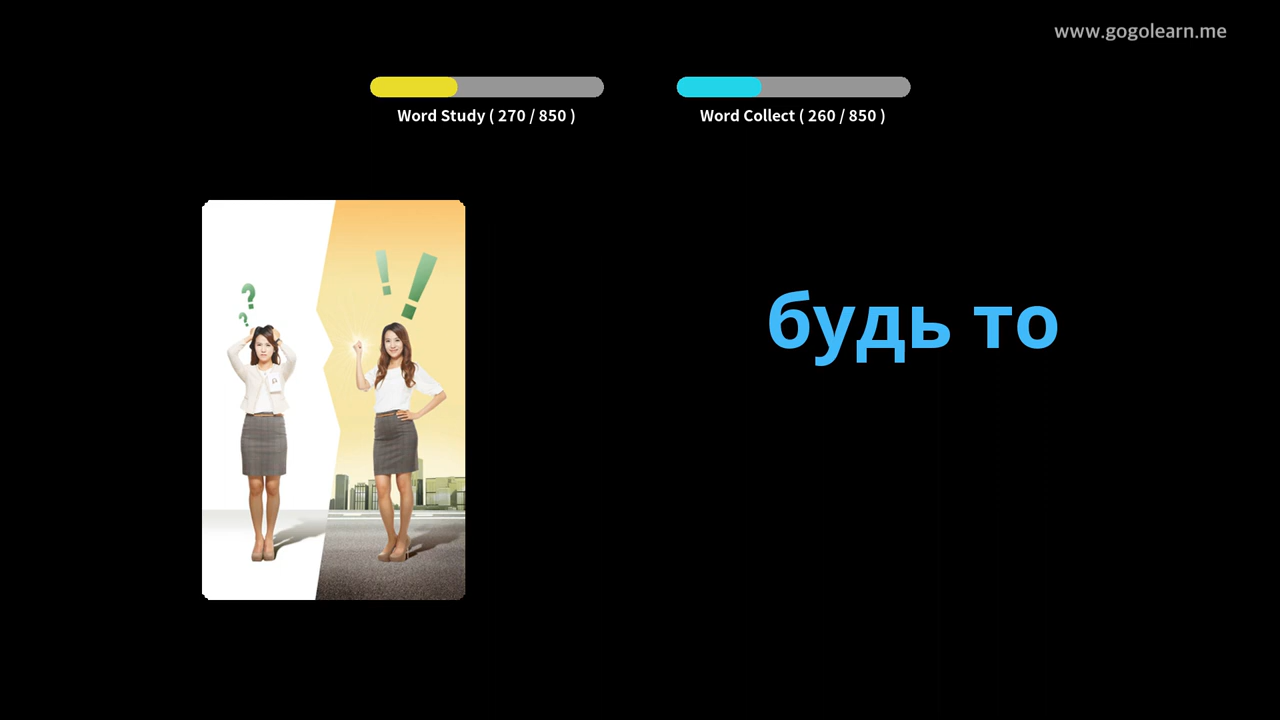 www.gogolearn.me
Word Study ( 270 / 850 )
Word Collect ( 260 / 850 )
? ?
! !
будь то